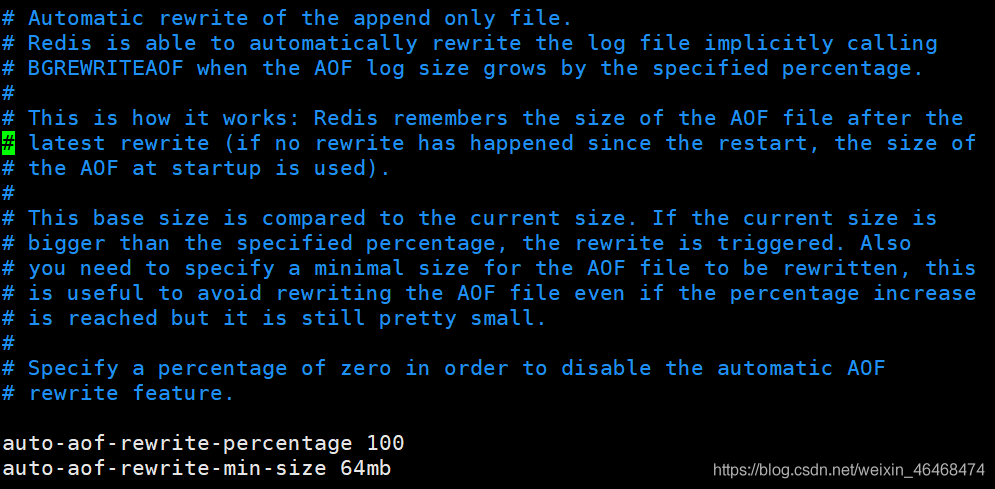 # Automatic rewrite of the append only file.
# Redis is able to automatically rewrite the log file implicitly calling
# BGREWRITEAOF when the AOF log size grows by the specified percentage.
#
# This is how it works: Redis remembers the size of the AOF file after the
# latest rewrite (if no rewrite has happened since the restart, the size of
# the AOF at startup is used).
#
# This base size is compared to the current size. If the current size is
# bigger than the specified percentage, the rewrite is triggered. Also
# you need to specify a minimal size for the AOF file to be rewritten, this
# is useful to avoid rewriting the AOF file even if the percentage increase
# is reached but it is still pretty small.
#
# Specify a percentage of zero in order to disable the automatic AOF
# rewrite feature.
auto-aof-rewrite-percentage 100
auto-aof-rewrite-min-size 64mb
https://blog.csdn.net/weixin_46468474